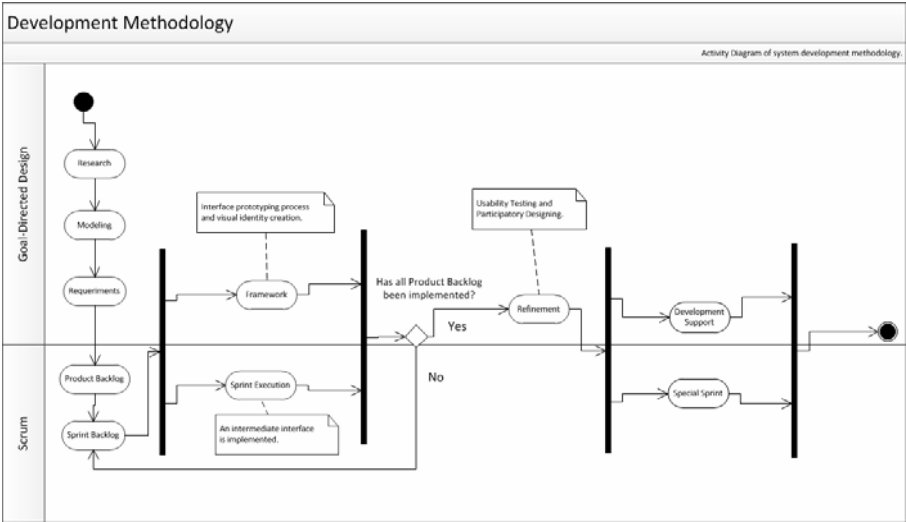 Development Methodology
Activity Diagram of system development methodology.
Goal-Directed Design
Research
Modeling
Requeriments
Interface prototyping process
and visual identity creation.
Framework
Has all Product Backlog
been implemented?
Yes
No
Usability Testing and
Participatory Designing.
Refinement
Development
Support
Scrum
Product Backlog
Sprint Backlog
Sprint Execution
An intermediate interface
is implemented.
Special Sprint